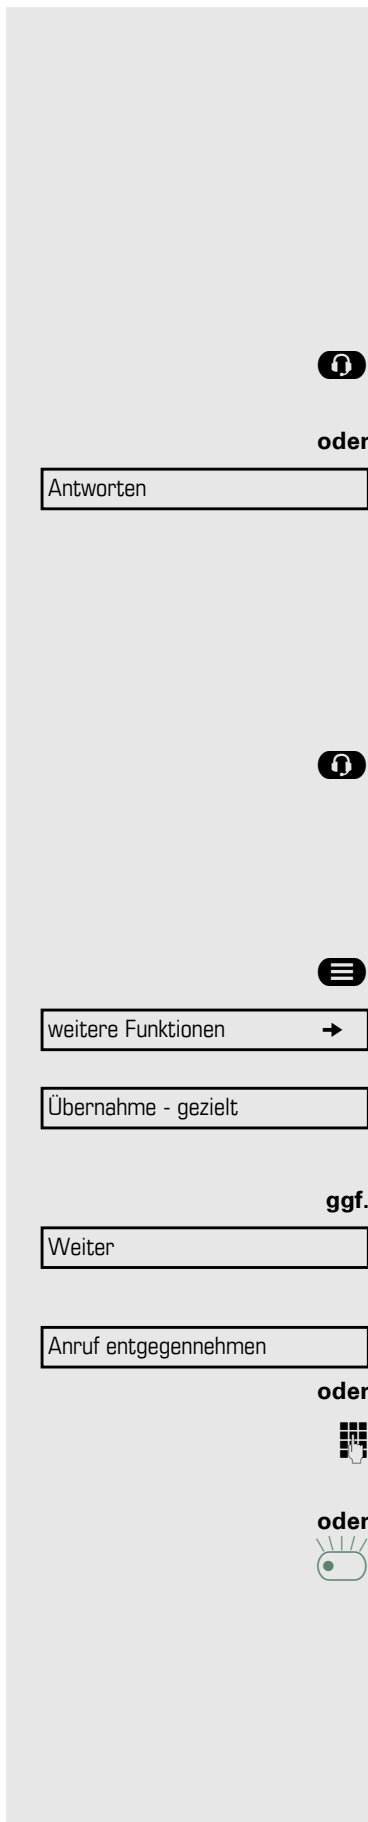 oder
Antworten
weitere Funktionen
Übernahme - gezielt
ggf.
Weiter
Anruf entgegennehmen
oder
oder